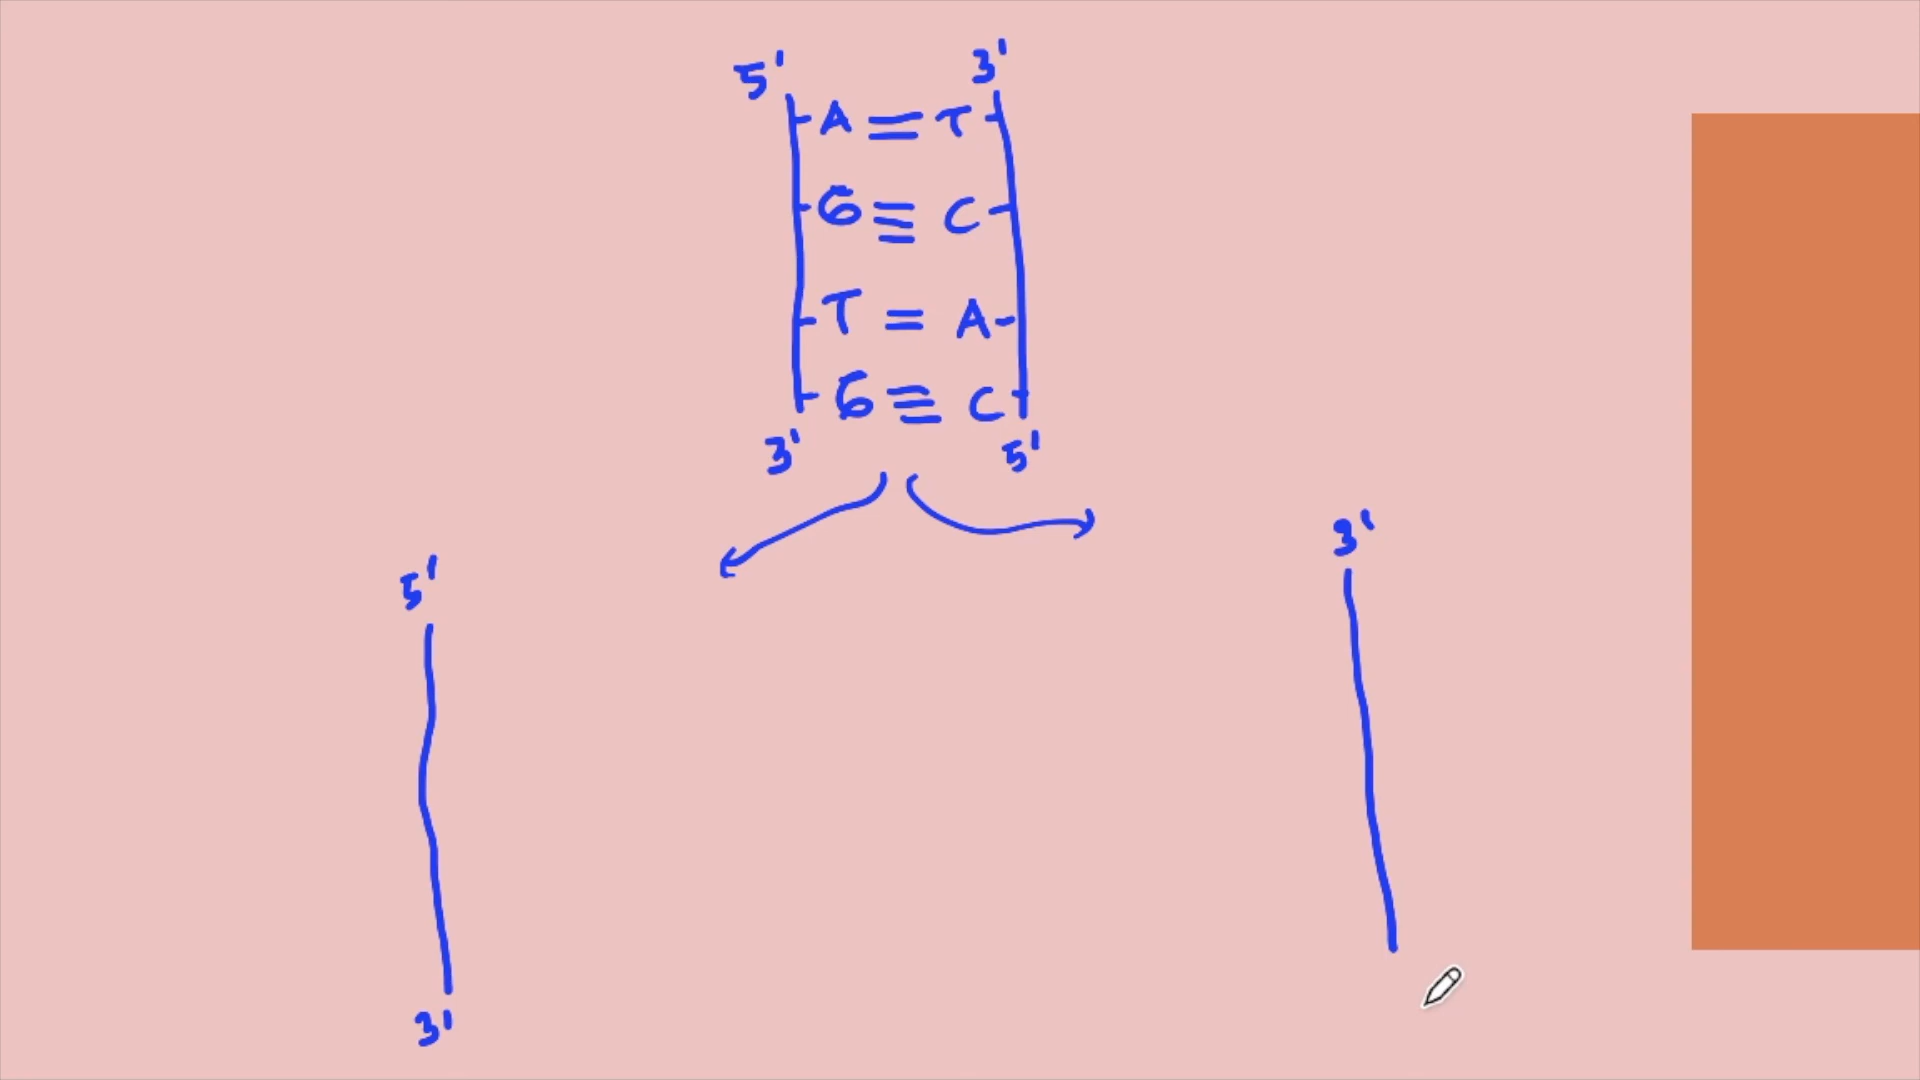 5' 3'
A = T
G ≡ C
T = A
G ≡ C
3' 5'
5' 3'
3'